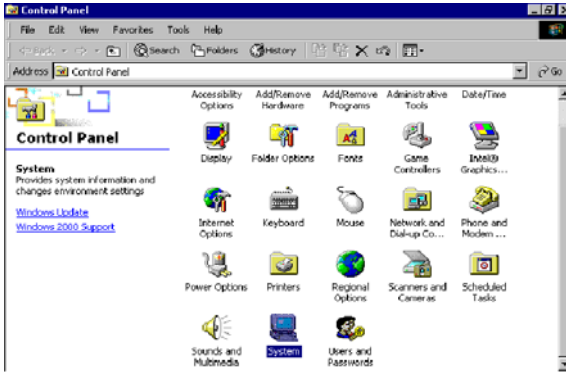 Control Panel
File Edit View Favorites Tools Help
Back Search Folders History
Address Control Panel Go
Control Panel
System
Provides system information and
changes environment settings
Windows Update
Windows 2000 Support
Accessibility
Options
Add/Remove
Hardware
Add/Remove
Programs
Administrative
Tools
Date/Time
Display
Folder Options
Fonts
Game
Controllers
Intel®
Graphics...
Internet
Options
Keyboard
Mouse
Network and
Dial-up Co...
Phone and
Modem ...
Power Options
Printers
Regional
Options
Scanners and
Cameras
Scheduled
Tasks
Sounds and
Multimedia
System
Users and
Passwords